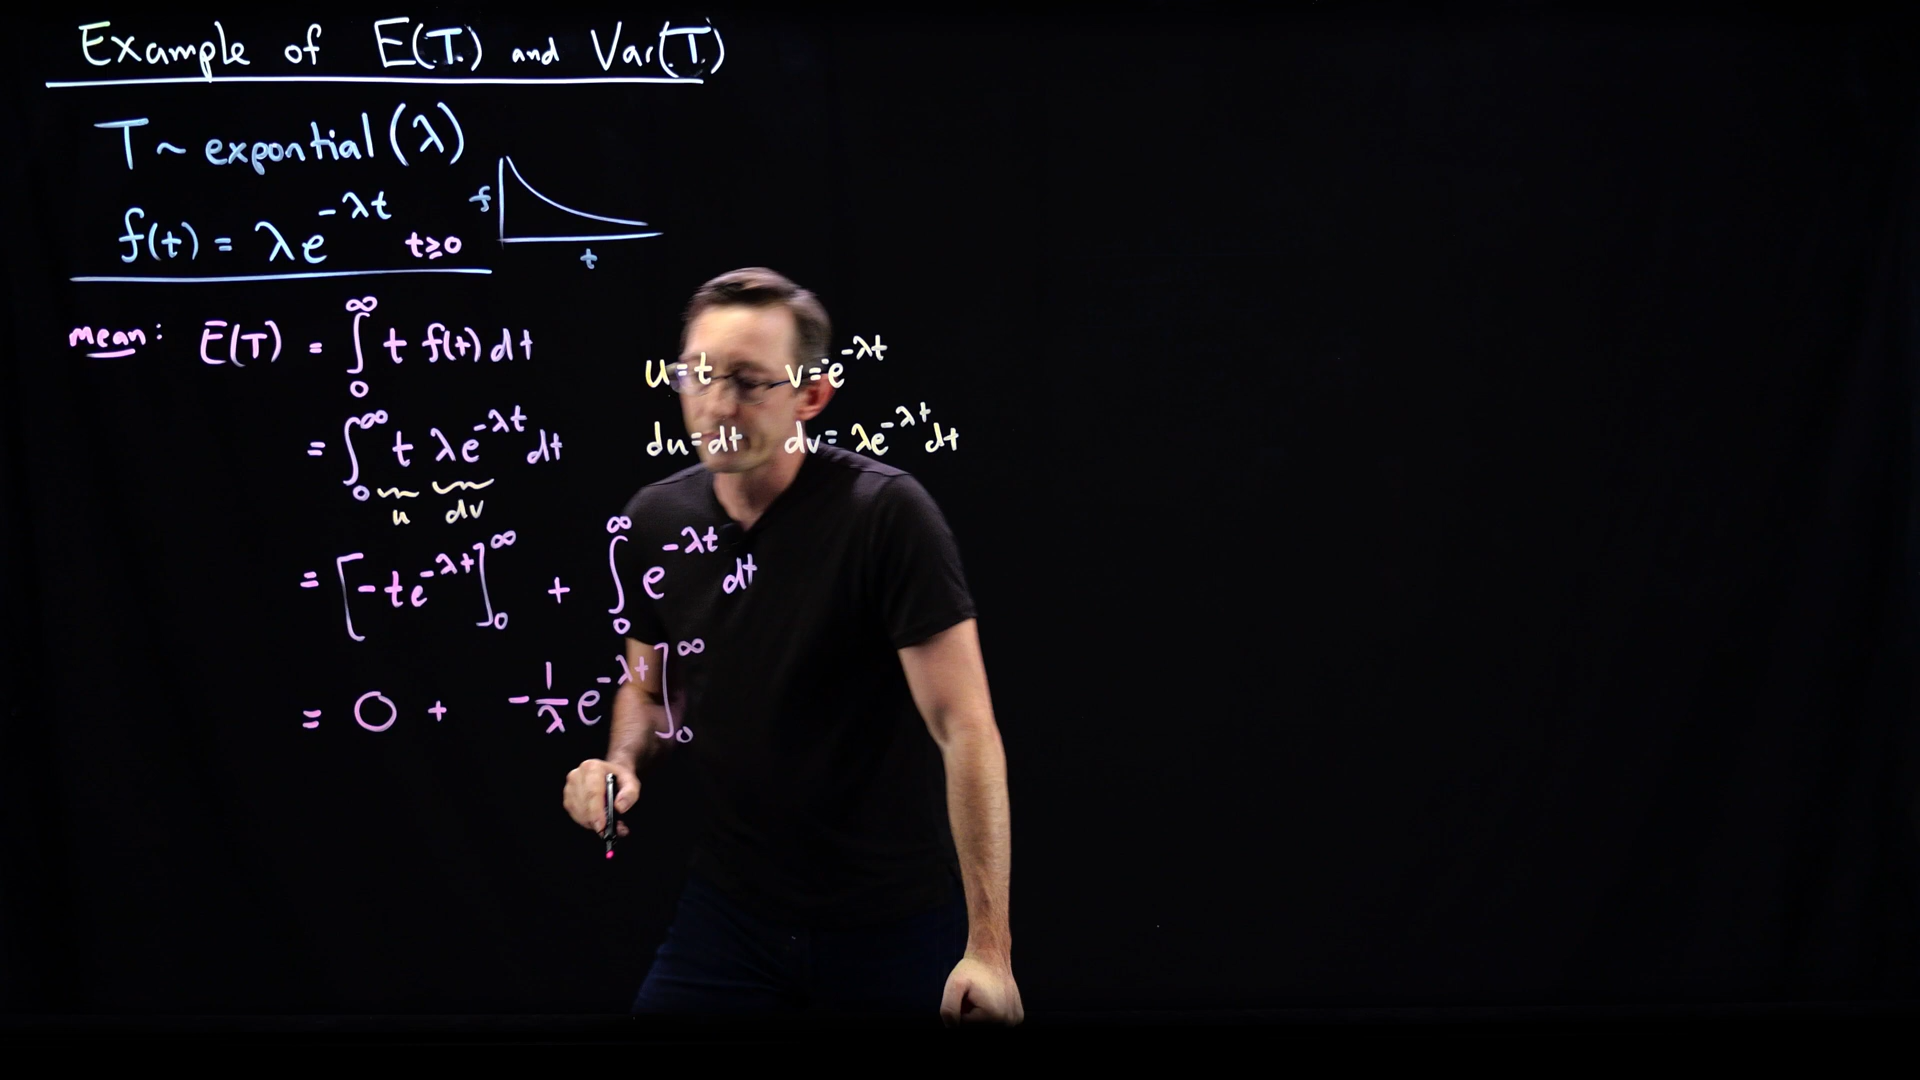 Example of E(T) and Var(T)
T ~ expontial (λ)
f(t) = λe^{-λt} t≥0
f
t
mean: E(T) = ∫_0^∞ t f(t) dt
= ∫_0^∞ t λe^{-λt} dt
u dv
u = t v = -e^{-λt}
du = dt dv = λe^{-λt} dt
= [-te^{-λt}]_0^∞ + ∫_0^∞ e^{-λt} dt
= 0 + -1/λ e^{-λt}]_0^∞